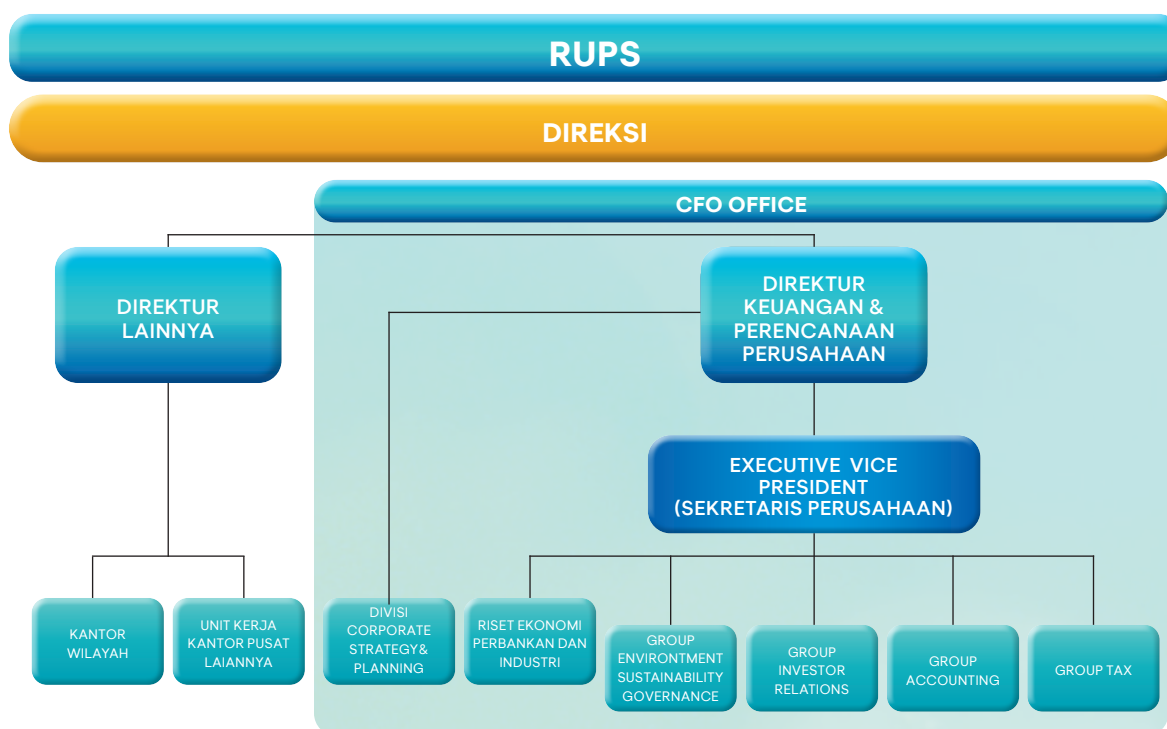 RUPS
DIREKSI
CFO OFFICE
DIREKTUR
LAINNYA
DIREKTUR
KEUANGAN &
PERENCANAAN
PERUSAHAAN
EXECUTIVE VICE
PRESIDENT
(SEKRETARIS PERUSAHAAN)
KANTOR
WILAYAH
UNIT KERJA
KANTOR PUSAT
LAIANNYA
DIVISI
CORPORATE
STRATEGY&
PLANNING
RISET EKONOMI
PERBANKAN DAN
INDUSTRI
GROUP
ENVIRONTMENT
SUSTAINABILITY
GOVERNANCE
GROUP
INVESTOR
RELATIONS
GROUP
ACCOUNTING
GROUP TAX